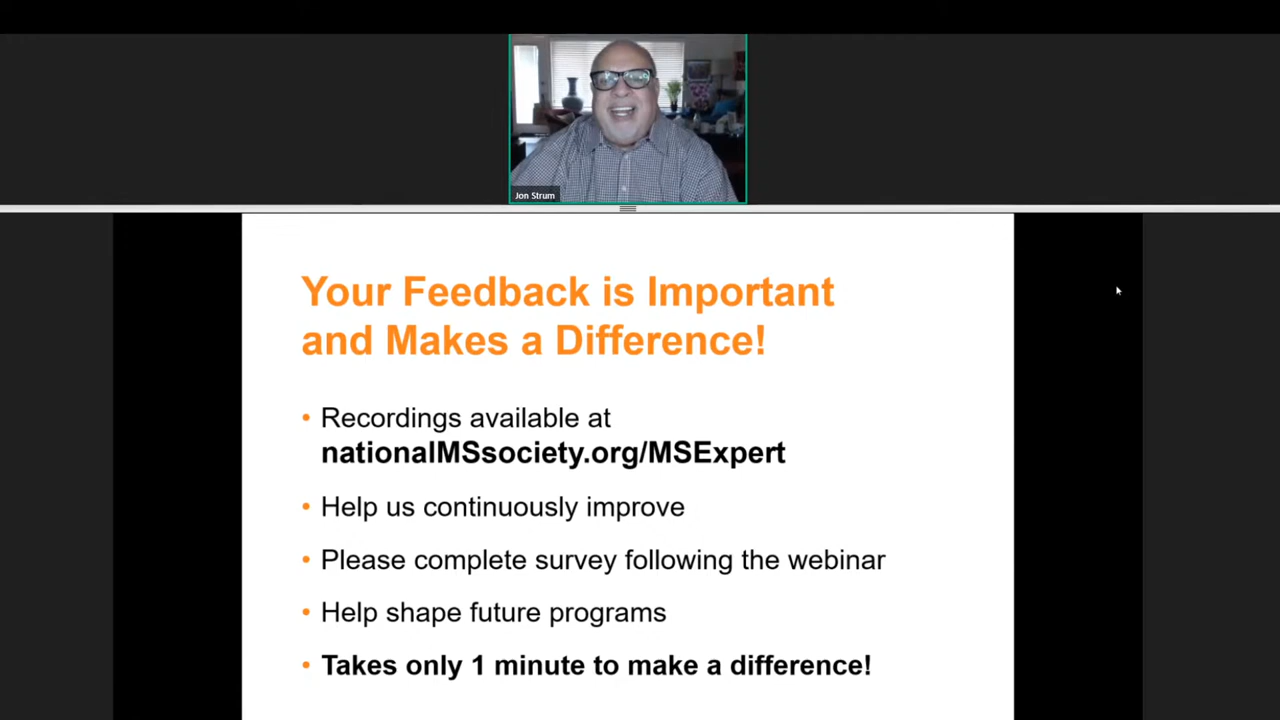 Jon Strum
Your Feedback is Important
and Makes a Difference!
• Recordings available at
nationalMSsociety.org/MSExpert
• Help us continuously improve
• Please complete survey following the webinar
• Help shape future programs
• Takes only 1 minute to make a difference!